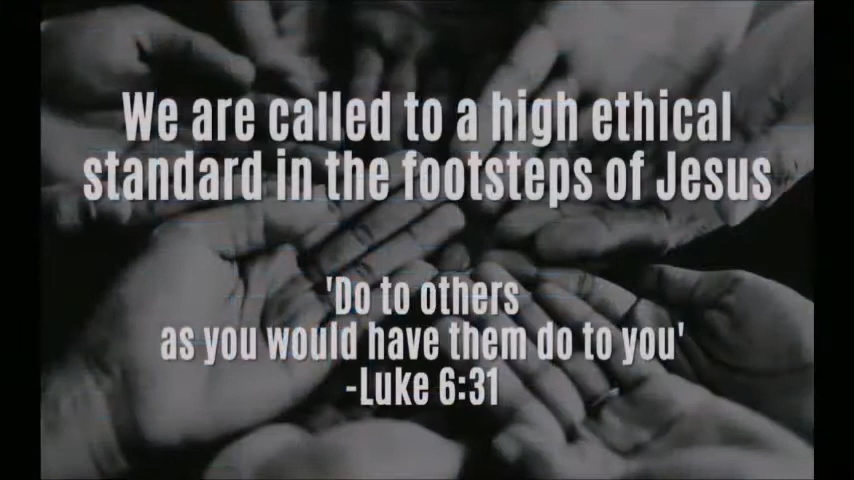 We are called to a high ethical
standard in the footsteps of Jesus
'Do to others
as you would have them do to you'
-Luke 6:31